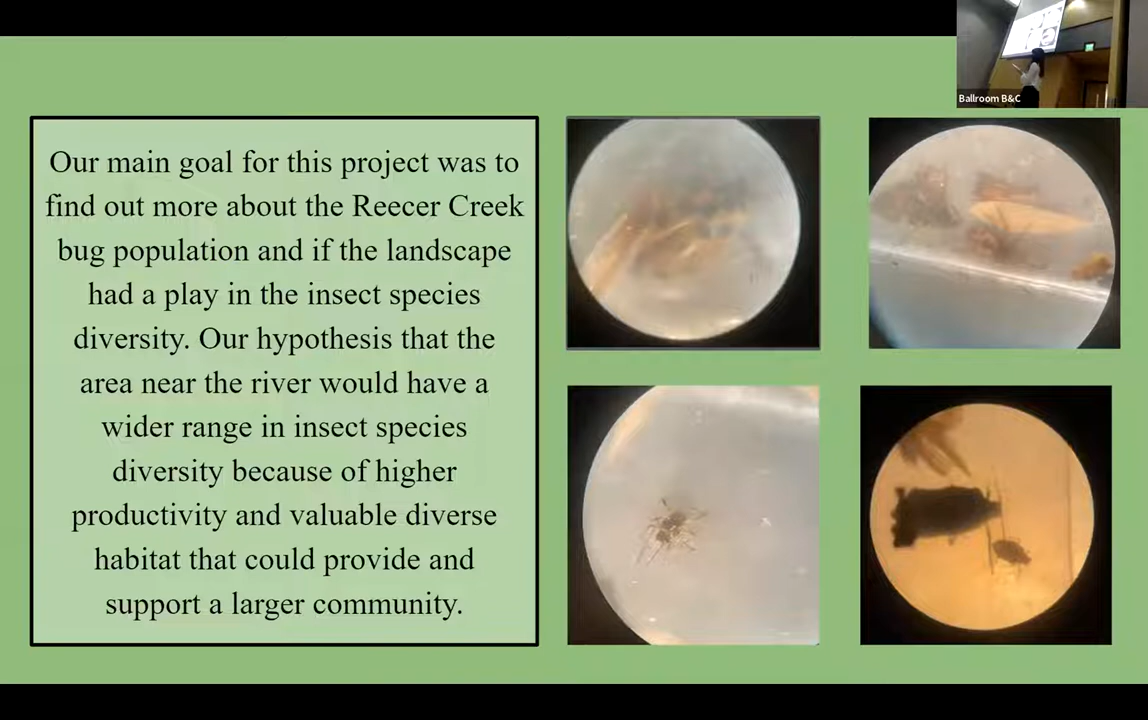 Ballroom B&C
Our main goal for this project was to
find out more about the Reecer Creek
bug population and if the landscape
had a play in the insect species
diversity. Our hypothesis that the
area near the river would have a
wider range in insect species
diversity because of higher
productivity and valuable diverse
habitat that could provide and
support a larger community.